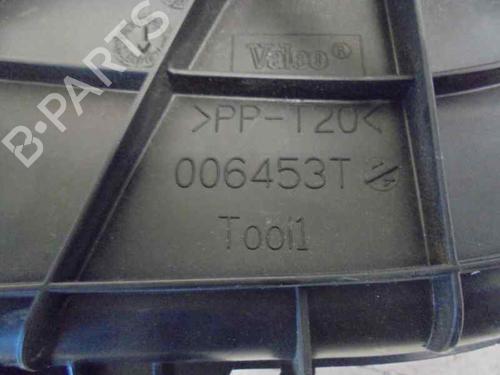 Valeo®
>PP-T20<
006453T
Tool1
B-PARTS